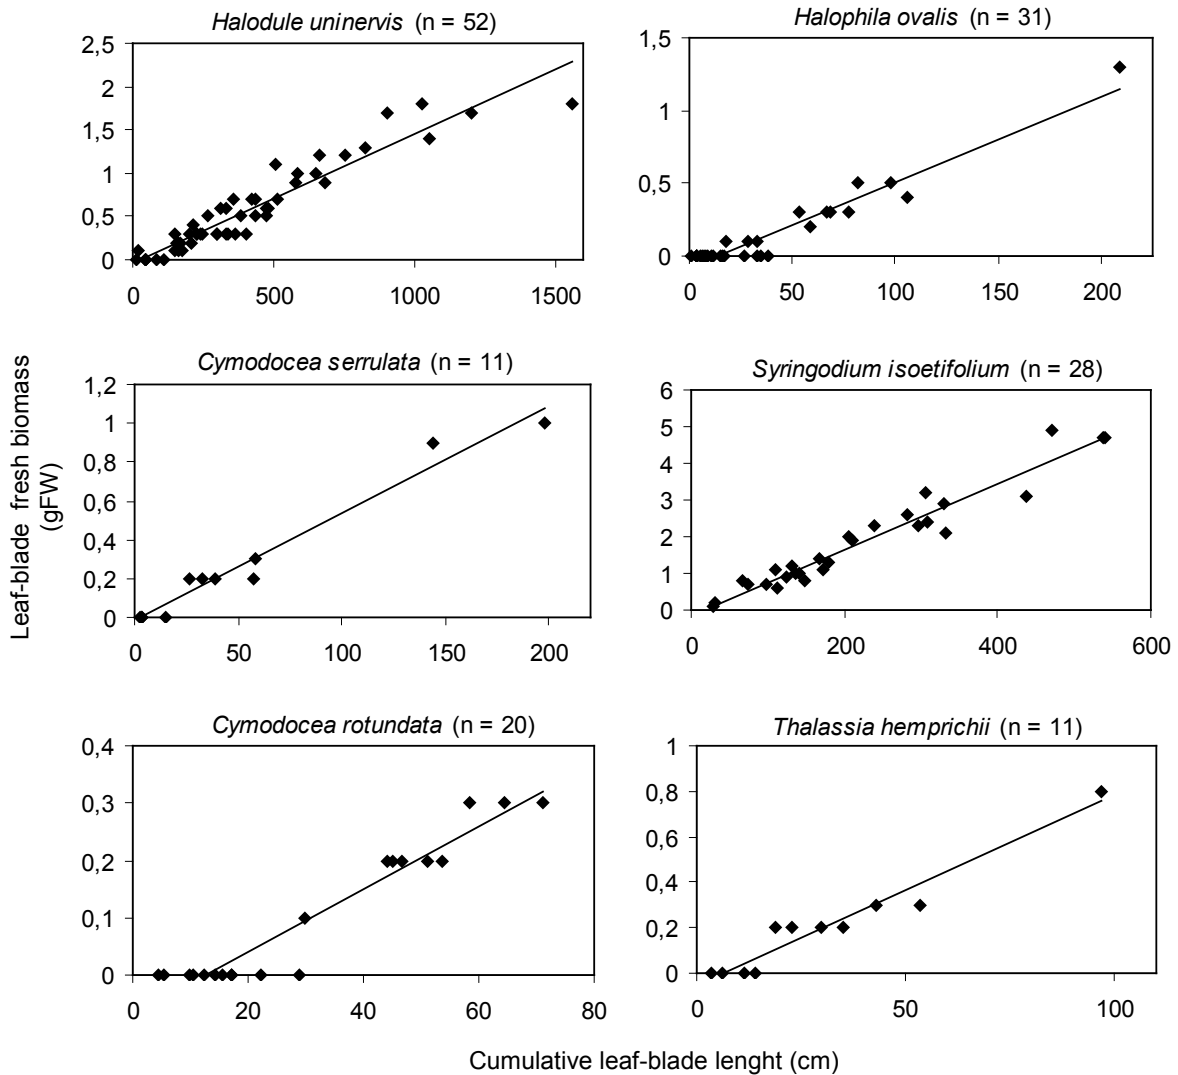 Halodule uninervis (n = 52)
2,5
2
1,5
1
0,5
0
0 500 1000 1500
Halophila ovalis (n = 31)
1,5
1
0,5
0
0 50 100 150 200
Leaf-blade fresh biomass
(gFW)
Cymodocea serrulata (n = 11)
1,2
1
0,8
0,6
0,4
0,2
0
0 50 100 150 200
Syringodium isoetifolium (n = 28)
6
5
4
3
2
1
0
0 200 400 600
Cymodocea rotundata (n = 20)
0,4
0,3
0,2
0,1
0
0 20 40 60 80
Thalassia hemprichii (n = 11)
1
0,8
0,6
0,4
0,2
0
0 50 100
Cumulative leaf-blade lenght (cm)